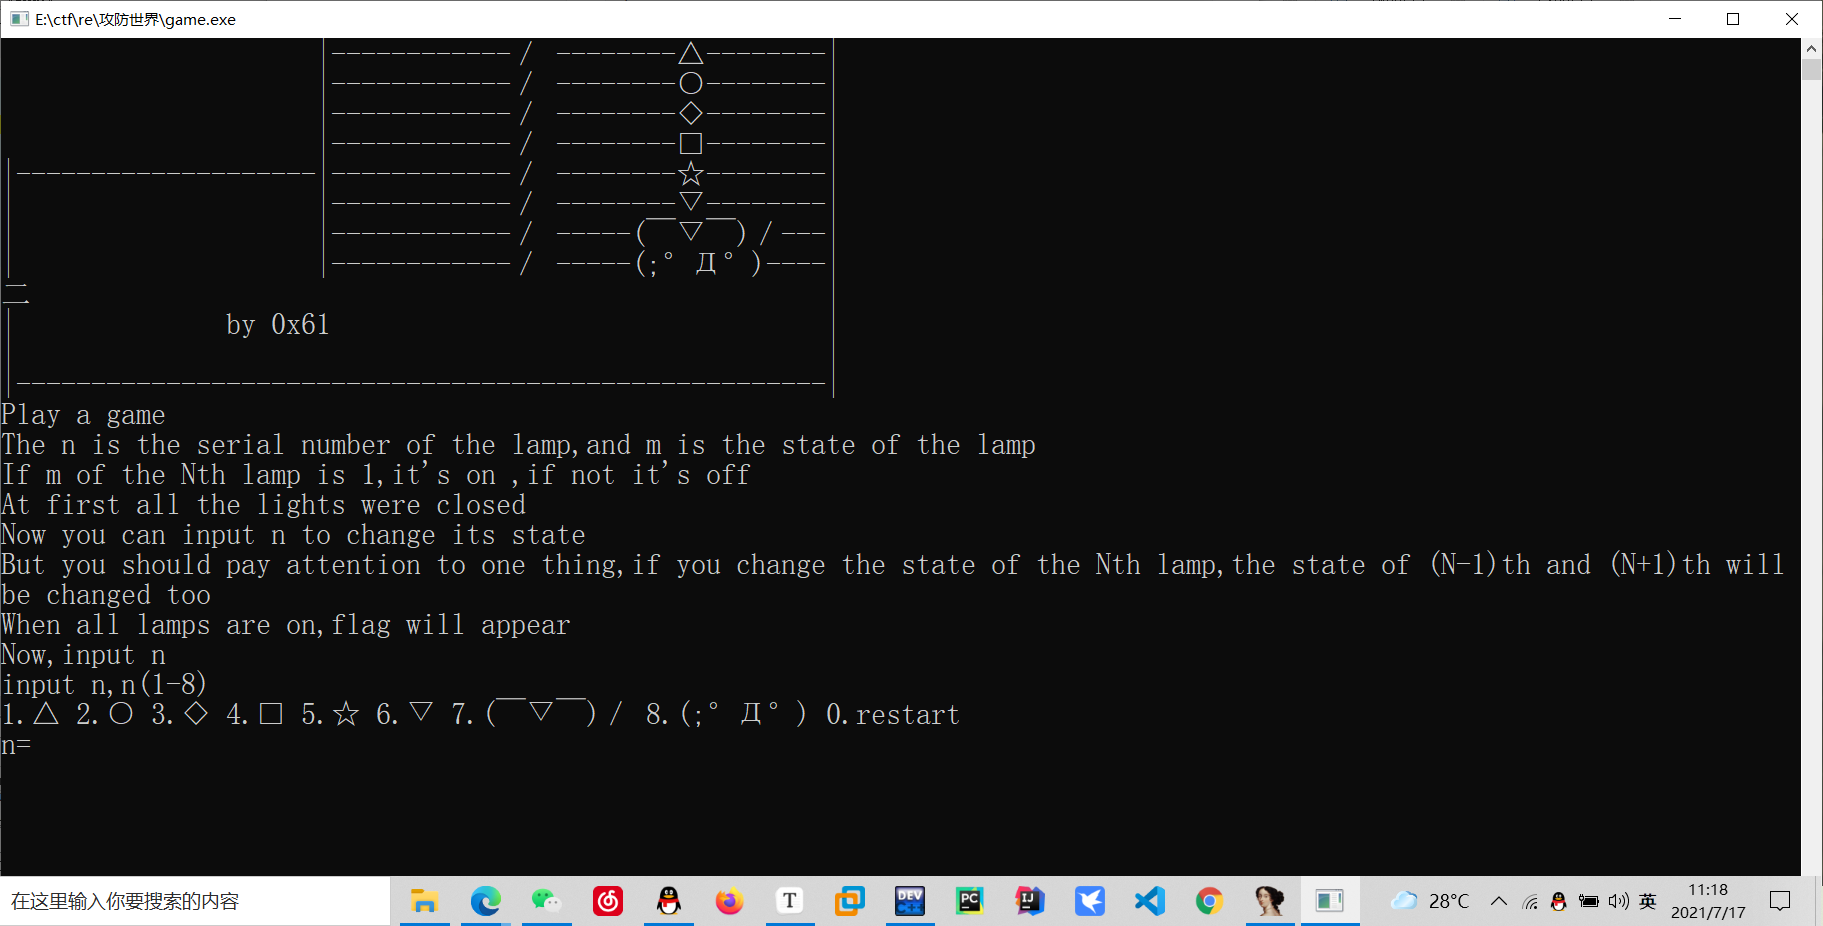 E:\ctf\re\攻防世界\game.exe
|------------ / --------△--------|
|------------ / --------○--------|
|------------ / --------◇--------|
|------------ / --------□--------|
|--------------------|------------ / --------☆--------|
|------------ / --------▽--------|
|------------ / -----(￣▽￣)/---|
|------------ / -----(;°Д°)----|
二
by 0x61
|------------------------------------------------------|
Play a game
The n is the serial number of the lamp,and m is the state of the lamp
If m of the Nth lamp is 1,it's on ,if not it's off
At first all the lights were closed
Now you can input n to change its state
But you should pay attention to one thing,if you change the state of the Nth lamp,the state of (N-1)th and (N+1)th will
be changed too
When all lamps are on,flag will appear
Now,input n
input n,n(1-8)
1.△ 2.○ 3.◇ 4.□ 5.☆ 6.▽ 7.(￣▽￣)/ 8.(;°Д°) 0.restart
n=
在这里输入你要搜索的内容
T
DEV C++
PC
IJ
28°C
英
11:18
2021/7/17